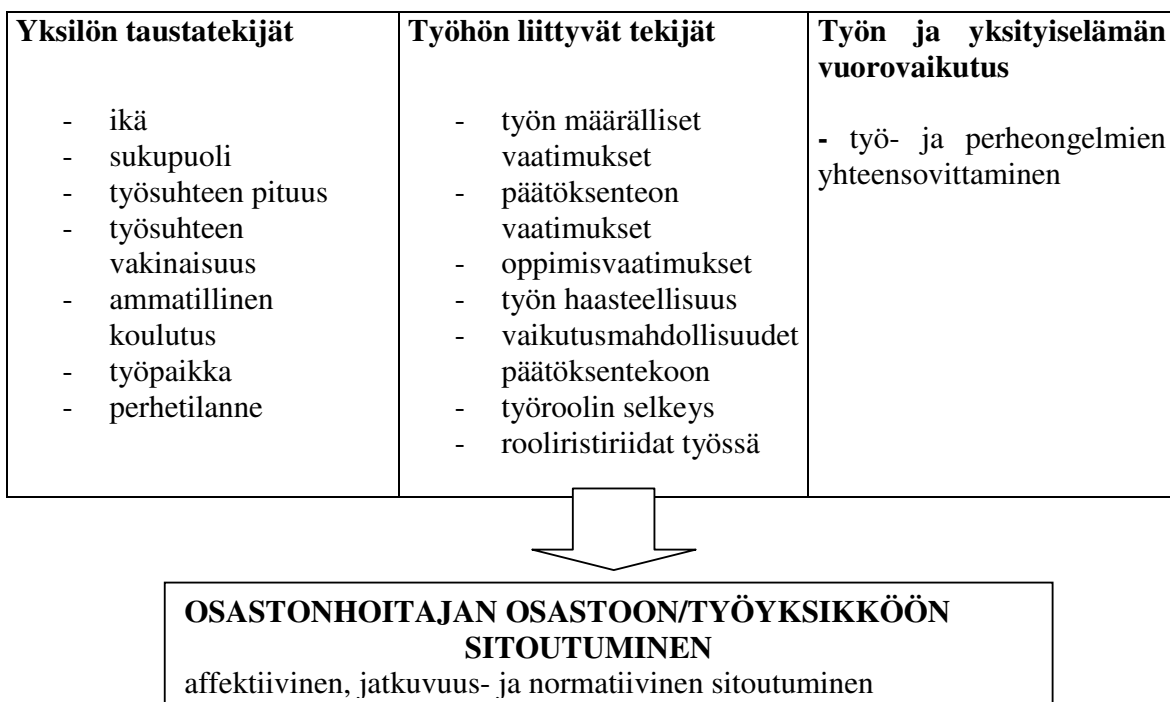 Yksilön taustatekijät
- ikä
- sukupuoli
- työsuhteen pituus
- työsuhteen
vakinaisuus
- ammatillinen
koulutus
- työpaikka
- perhetilanne
Työhön liittyvät tekijät
- työn määrälliset
vaatimukset
- päätöksenteon
vaatimukset
- oppimisvaatimukset
- työn haasteellisuus
- vaikutusmahdollisuudet
päätöksentekoon
- työroolin selkeys
- rooliristiriidat työssä
Työn ja yksityiselämän
vuorovaikutus
- työ- ja perheongelmien
yhteensovittaminen
OSASTONHOITAJAN OSASTOON/TYÖYKSIKKÖÖN
SITOUTUMINEN
affektiivinen, jatkuvuus- ja normatiivinen sitoutuminen